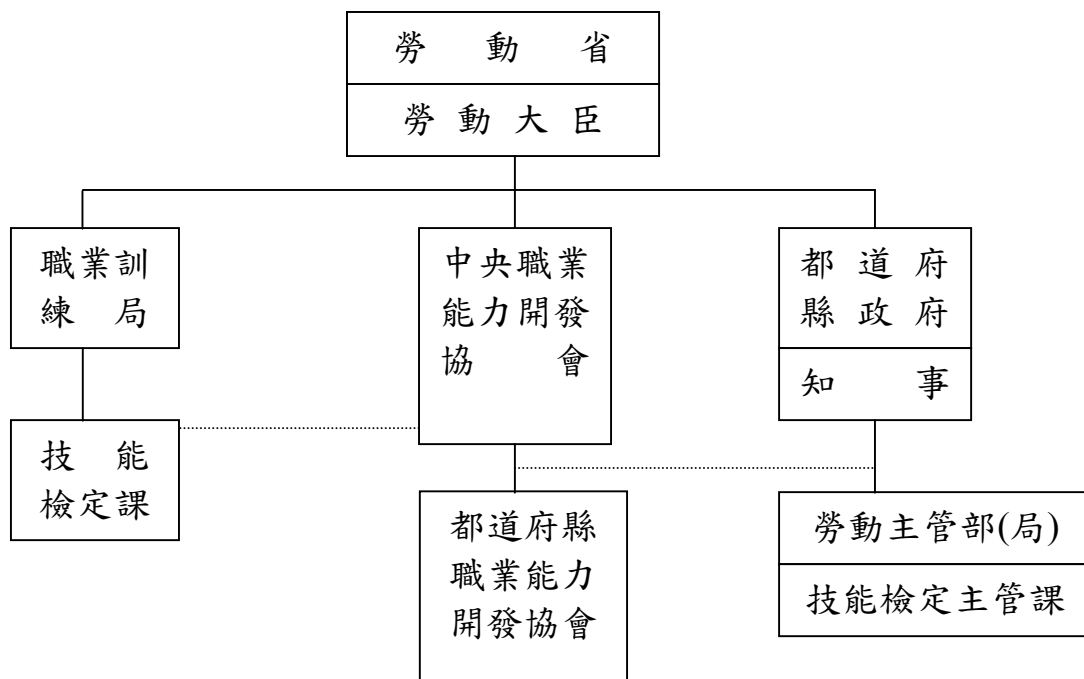 勞動省
勞動大臣
職業訓
練局
中央職業
能力開發
協會
都道府
縣政府
知事
技能
檢定課
都道府縣
職業能力
開發協會
勞動主管部(局)
技能檢定主管課